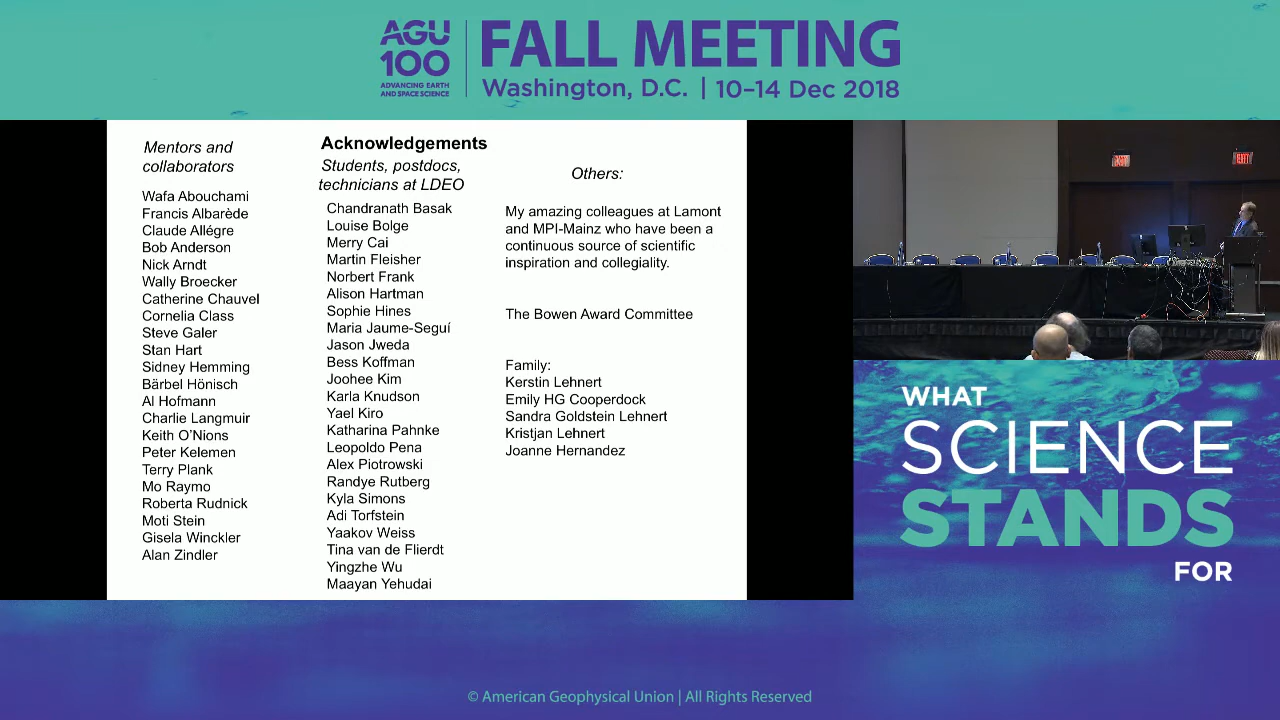 AGU
100
ADVANCING EARTH
AND SPACE SCIENCE
FALL MEETING
Washington, D.C. | 10–14 Dec 2018
Acknowledgements
Mentors and
collaborators
Wafa Abouchami
Francis Albarède
Claude Allégre
Bob Anderson
Nick Arndt
Wally Broecker
Catherine Chauvel
Cornelia Class
Steve Galer
Stan Hart
Sidney Hemming
Bärbel Hönisch
Al Hofmann
Charlie Langmuir
Keith O'Nions
Peter Kelemen
Terry Plank
Mo Raymo
Roberta Rudnick
Moti Stein
Gisela Winckler
Alan Zindler
Students, postdocs,
technicians at LDEO
Chandranath Basak
Louise Bolge
Merry Cai
Martin Fleisher
Norbert Frank
Alison Hartman
Sophie Hines
Maria Jaume-Seguí
Jason Jweda
Bess Koffman
Joohee Kim
Karla Knudson
Yael Kiro
Katharina Pahnke
Leopoldo Pena
Alex Piotrowski
Randye Rutberg
Kyla Simons
Adi Torfstein
Yaakov Weiss
Tina van de Flierdt
Yingzhe Wu
Maayan Yehudai
Others:
My amazing colleagues at Lamont
and MPI-Mainz who have been a
continuous source of scientific
inspiration and collegiality.
The Bowen Award Committee
Family:
Kerstin Lehnert
Emily HG Cooperdock
Sandra Goldstein Lehnert
Kristjan Lehnert
Joanne Hernandez
EXIT
WHAT
SCIENCE
STANDS
FOR
© American Geophysical Union | All Rights Reserved